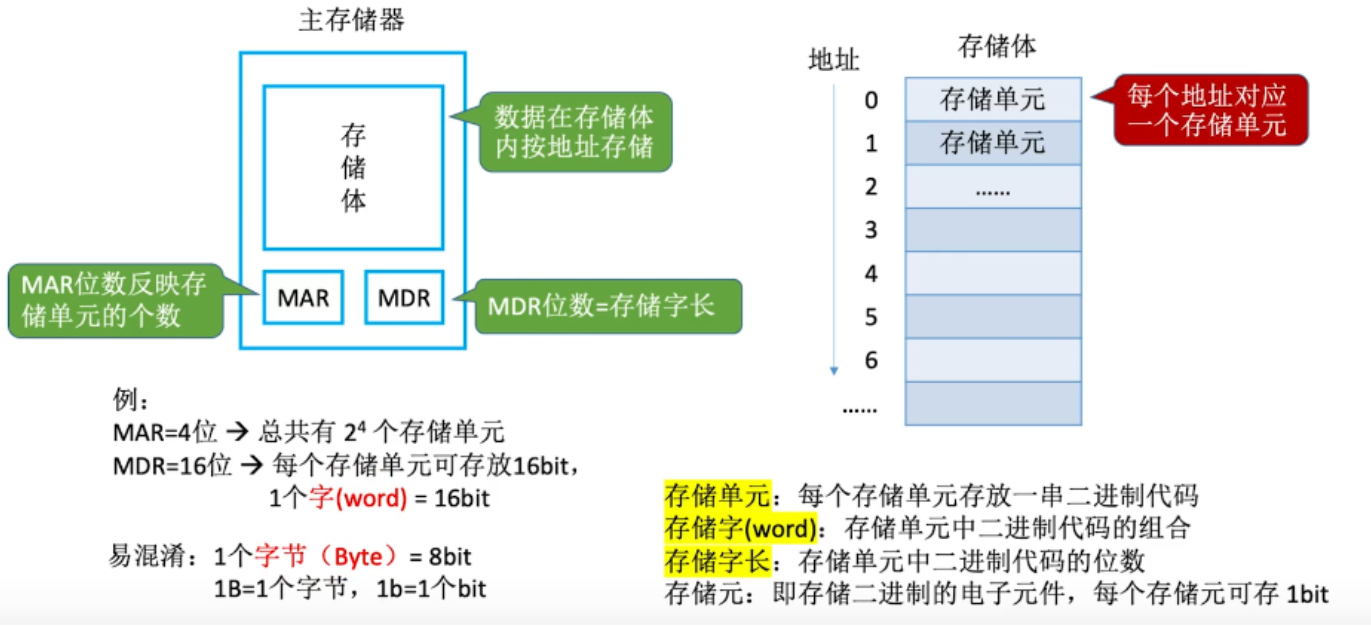 主存储器
存
储
体
数据在存储体
内按地址存储
MAR位数反映存
储单元的个数
MAR
MDR
MDR位数=存储字长
地址
存储体
0
存储单元
每个地址对应
一个存储单元
1
存储单元
2
……
3
4
5
6
……
例：
MAR=4位 → 总共有 2⁴ 个存储单元
MDR=16位 → 每个存储单元可存放16bit，
1个字(word) = 16bit
易混淆：1个字节（Byte）= 8bit
1B=1个字节，1b=1个bit
存储单元：每个存储单元存放一串二进制代码
存储字(word)：存储单元中二进制代码的组合
存储字长：存储单元中二进制代码的位数
存储元：即存储二进制的电子元件，每个存储元可存 1bit